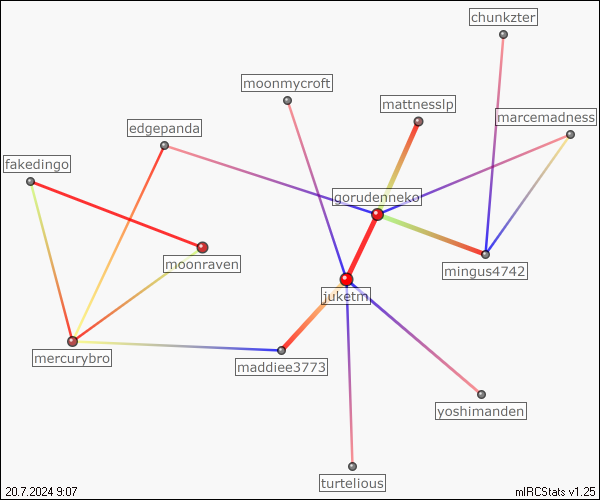 chunkzter
moonmycroft
mattnesslp
marcemadness
edgepanda
fakedingo
gorudenneko
moonraven
mingus4742
juketm
mercurybro
maddiee3773
yoshimanden
turtelious
20.7.2024 9:07
mIRCStats v1.25